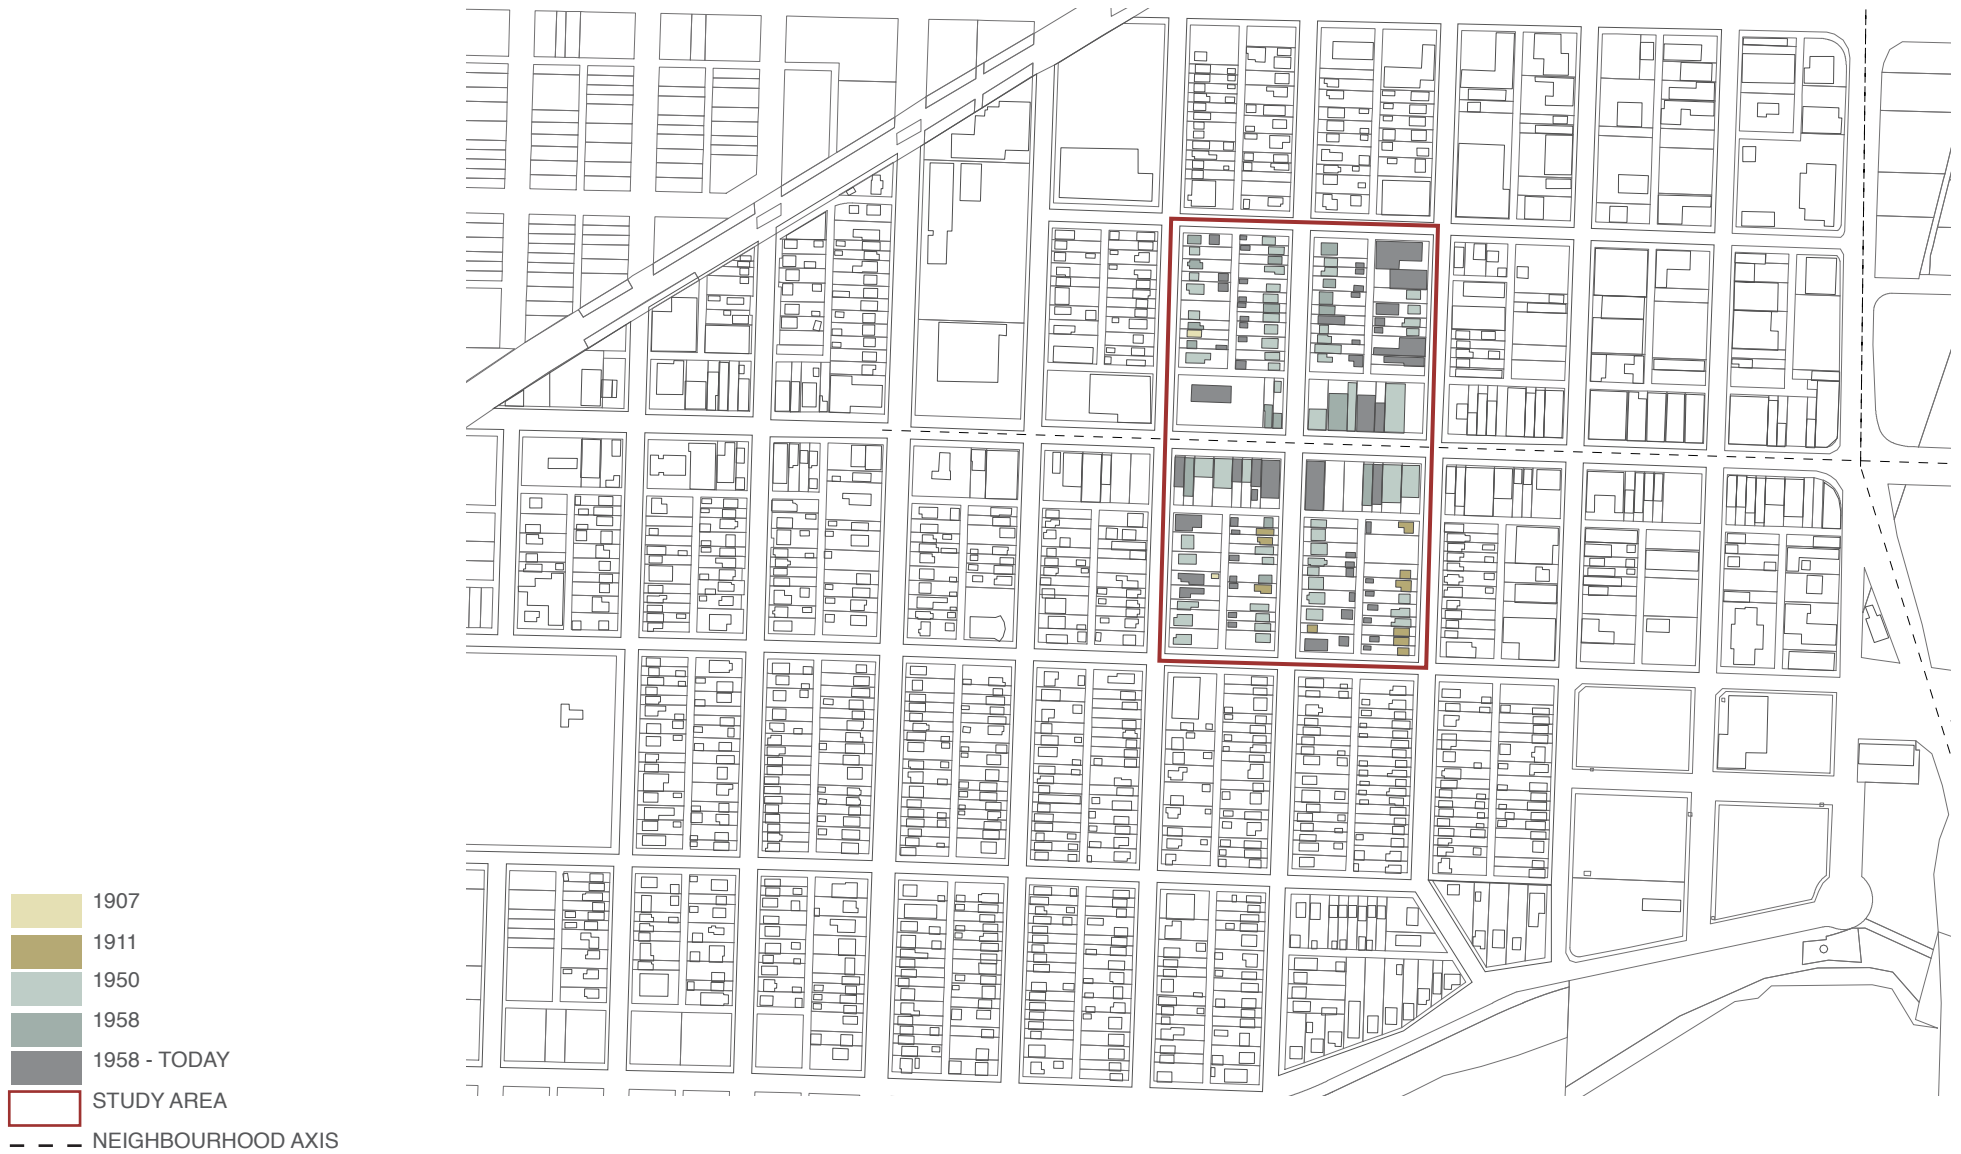 1907
1911
1950
1958
1958 - TODAY
STUDY AREA
NEIGHBOURHOOD AXIS